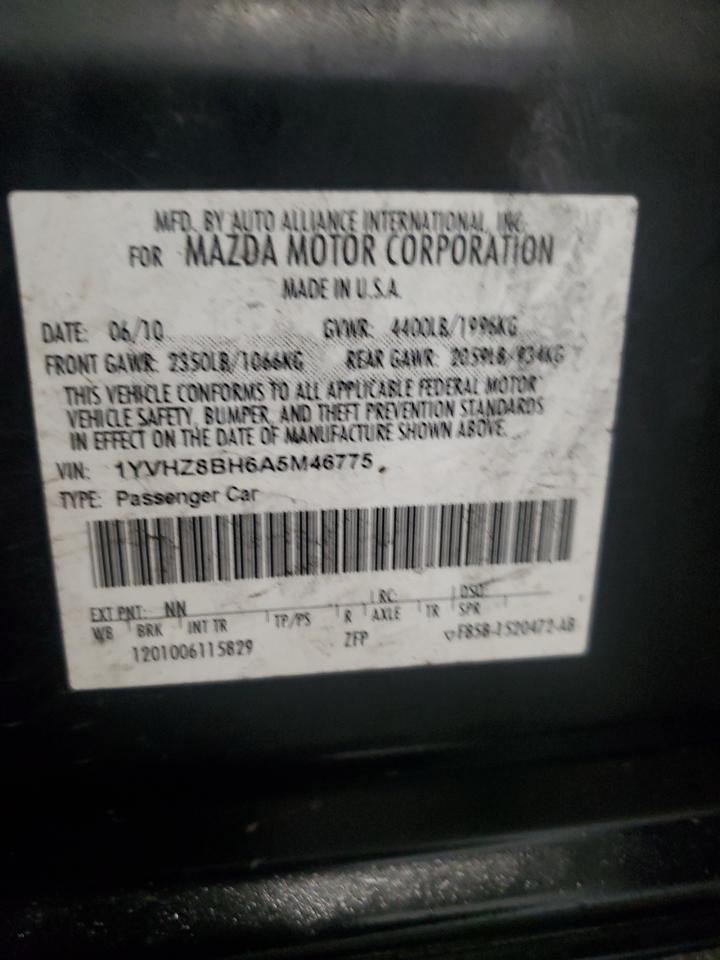 MFD. BY AUTO ALLIANCE INTERNATIONAL, INC.
FOR MAZDA MOTOR CORPORATION
MADE IN U.S.A.
DATE: 06/10 GVWR: 4400LB/1996KG
FRONT GAWR: 2350LB/1066KG REAR GAWR: 2059LB/934KG
THIS VEHICLE CONFORMS TO ALL APPLICABLE FEDERAL MOTOR
VEHICLE SAFETY, BUMPER, AND THEFT PREVENTION STANDARDS
IN EFFECT ON THE DATE OF MANUFACTURE SHOWN ABOVE.
VIN: 1YVHZ8BH6A5M46775
TYPE: Passenger Car
EXT PNT: NN RC: DSO:
WB BRK INT TR TP/PS R AXLE TR SPR
1201006115829 ZFP F85B-1520472-AB